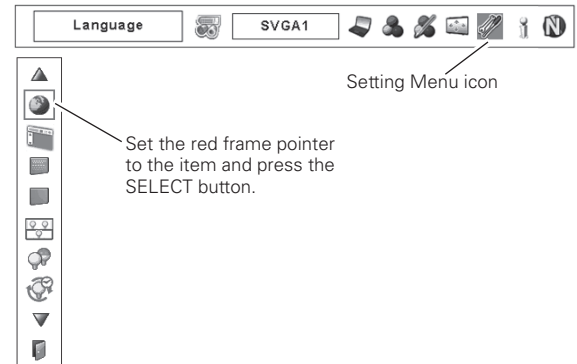 Language
SVGA1
i
N
Setting Menu icon
Set the red frame pointer
to the item and press the
SELECT button.